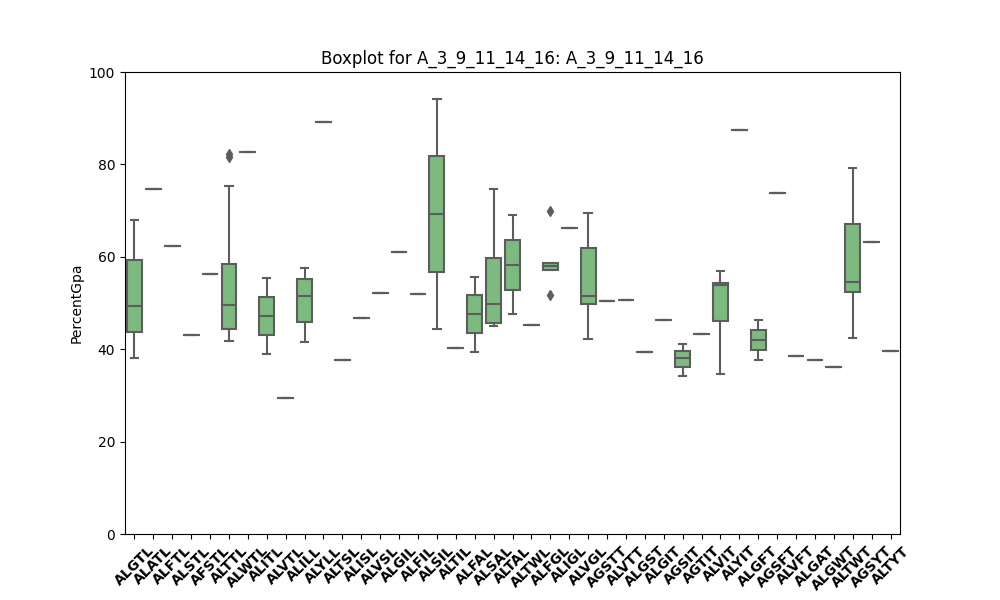 Boxplot for A_3_9_11_14_16: A_3_9_11_14_16
PercentGpa
100
80
60
40
20
0
ALGTL
ALATL
ALFTL
ALSTL
AFSTL
ALTTL
ALWTL
ALITL
ALVTL
ALILL
ALYLL
ALTSL
ALISL
ALVSL
ALGIL
ALFIL
ALSIL
ALTIL
ALFAL
ALSAL
ALTAL
ALTWL
ALFGL
ALIGL
ALVGL
AGSTT
ALVTT
ALGST
ALGIT
AGSIT
AGTIT
ALVIT
ALYIT
ALGFT
AGSFT
ALVFT
ALGAT
ALGWT
ALTWT
AGSYT
ALTYT